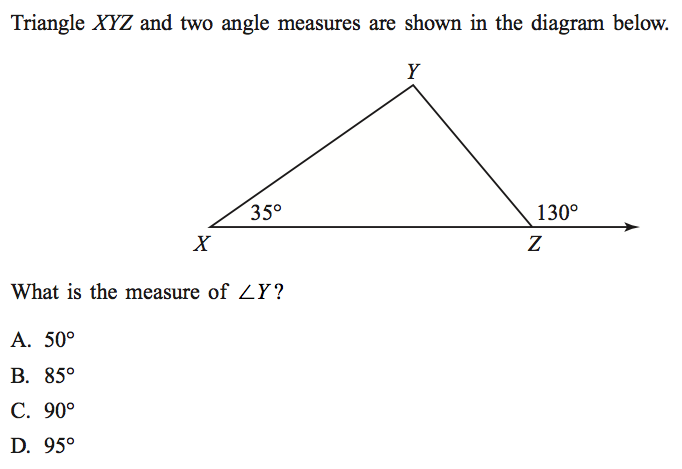 Triangle XYZ and two angle measures are shown in the diagram below.
Y
35°
130°
X
Z
What is the measure of ∠Y?
A. 50°
B. 85°
C. 90°
D. 95°